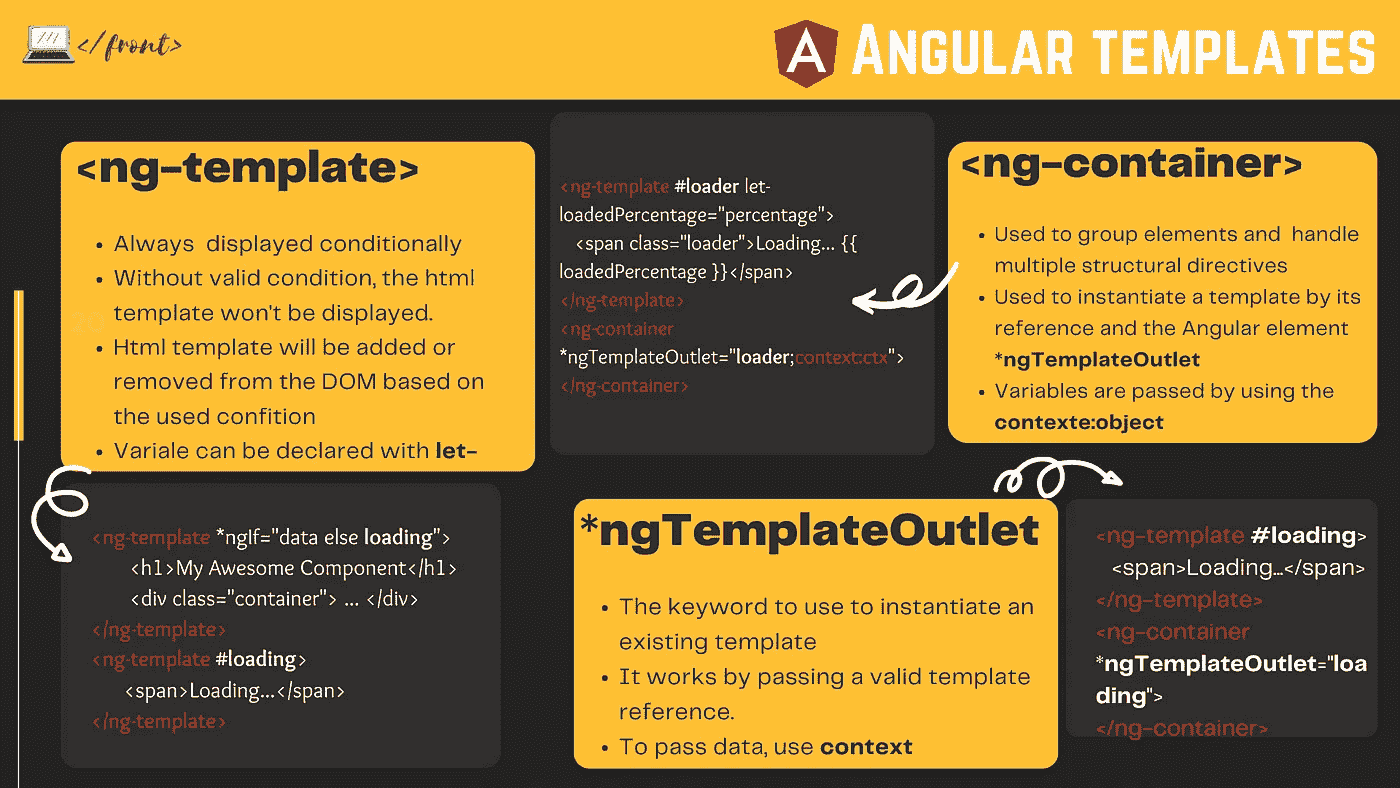 </front>
ANGULAR TEMPLATES
<ng-template>
Always displayed conditionally
Without valid condition, the html
template won't be displayed.
Html template will be added or
removed from the DOM based on
the used confition
Variale can be declared with let-
<ng-template #loader let-
loadedPercentage="percentage">
<span class="loader">Loading... {{
loadedPercentage }}</span>
</ng-template>
<ng-container
*ngTemplateOutlet="loader;context:ctx">
</ng-container>
<ng-container>
Used to group elements and handle
multiple structural directives
Used to instantiate a template by its
reference and the Angular element
*ngTemplateOutlet
Variables are passed by using the
contexte:object
20
<ng-template *ngIf="data else loading">
<h1>My Awesome Component</h1>
<div class="container"> ... </div>
</ng-template>
<ng-template #loading>
<span>Loading...</span>
</ng-template>
*ngTemplateOutlet
The keyword to use to instantiate an
existing template
It works by passing a valid template
reference.
To pass data, use context
<ng-template #loading>
<span>Loading...</span>
</ng-template>
<ng-container
*ngTemplateOutlet="loa
ding">
</ng-container>